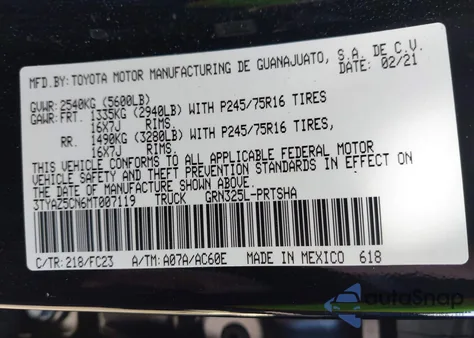 MFD.BY: TOYOTA MOTOR MANUFACTURING DE GUANAJUATO, S.A. DE C.V.
DATE: 02/21
GVWR: 2540KG (5600LB)
GAWR: FRT. 1335KG (2940LB) WITH P245/75R16 TIRES
16X7J RIMS,
RR. 1490KG (3280LB) WITH P245/75R16 TIRES,
16X7J RIMS.
THIS VEHICLE CONFORMS TO ALL APPLICABLE FEDERAL MOTOR
VEHICLE SAFETY AND THEFT PREVENTION STANDARDS IN EFFECT ON
THE DATE OF MANUFACTURE SHOWN ABOVE.
3TYAZ5CN6MT007119 TRUCK GRN325L-PRTSHA
C/TR: 218/FC23 A/TM: A07A/AC60E MADE IN MEXICO 618
autoSnap